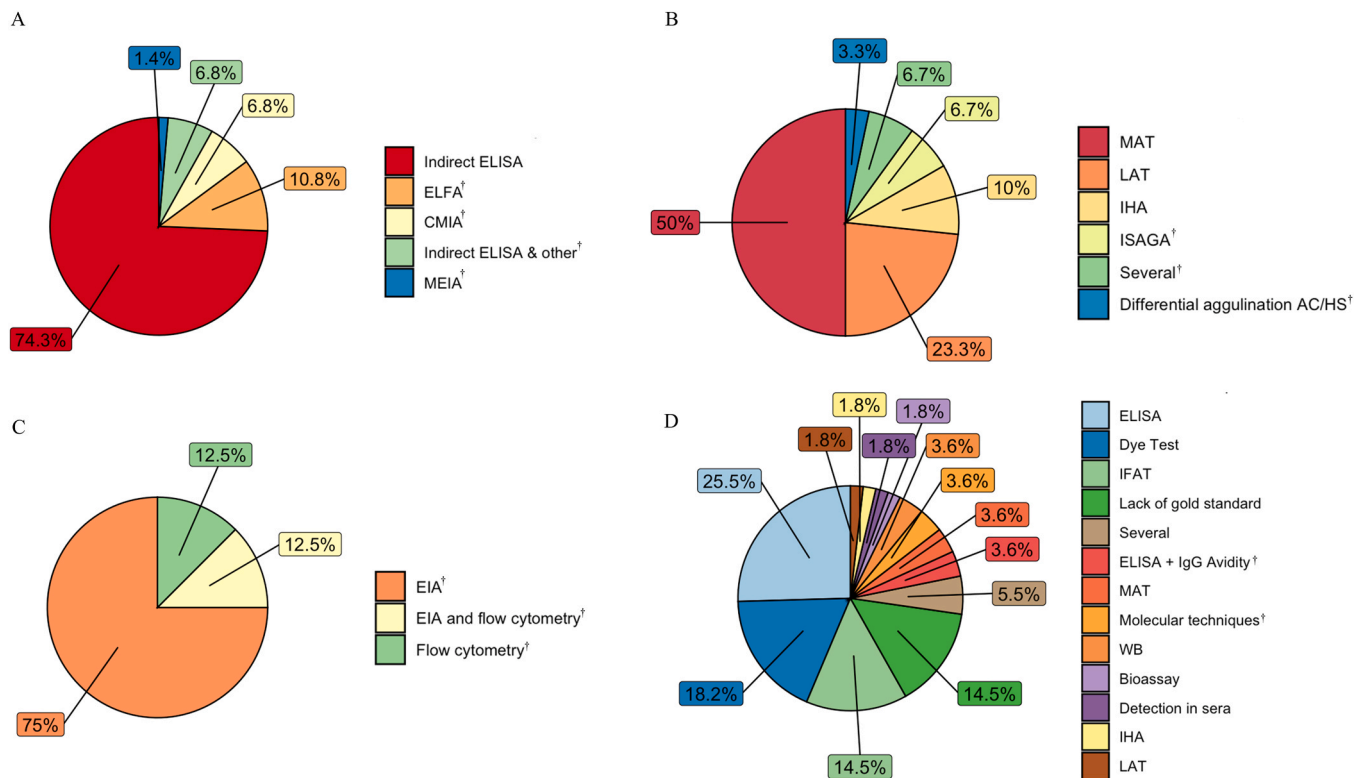 A
1.4%
6.8%
6.8%
10.8%
74.3%
Indirect ELISA
ELFA†
CMIA†
Indirect ELISA & other†
MEIA†
B
3.3%
6.7%
6.7%
10%
50%
23.3%
MAT
LAT
IHA
ISAGA†
Several†
Differential agglulination AC/HS†
C
12.5%
12.5%
75%
EIA†
EIA and flow cytometry†
Flow cytometry†
D
1.8%
1.8%
1.8%
1.8%
3.6%
3.6%
3.6%
3.6%
5.5%
25.5%
18.2%
14.5%
14.5%
ELISA
Dye Test
IFAT
Lack of gold standard
Several
ELISA + IgG Avidity†
MAT
Molecular techniques†
WB
Bioassay
Detection in sera
IHA
LAT